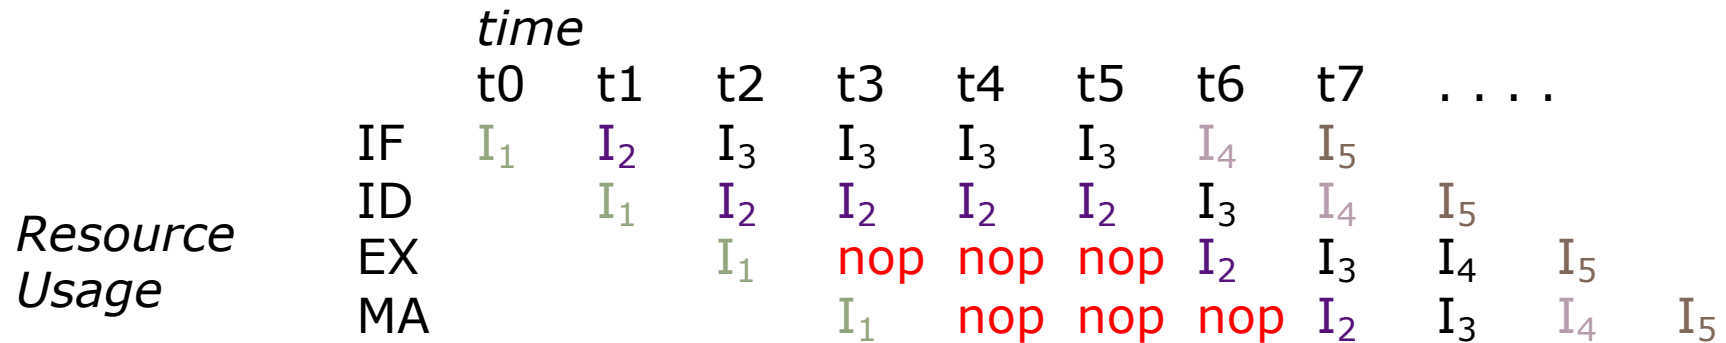 time
t0 t1 t2 t3 t4 t5 t6 t7 . . . .
IF I₁ I₂ I₃ I₃ I₃ I₃ I₄ I₅
ID I₁ I₂ I₂ I₂ I₂ I₃ I₄ I₅
Resource
EX I₁ nop nop nop I₂ I₃ I₄ I₅
Usage
MA I₁ nop nop nop I₂ I₃ I₄ I₅